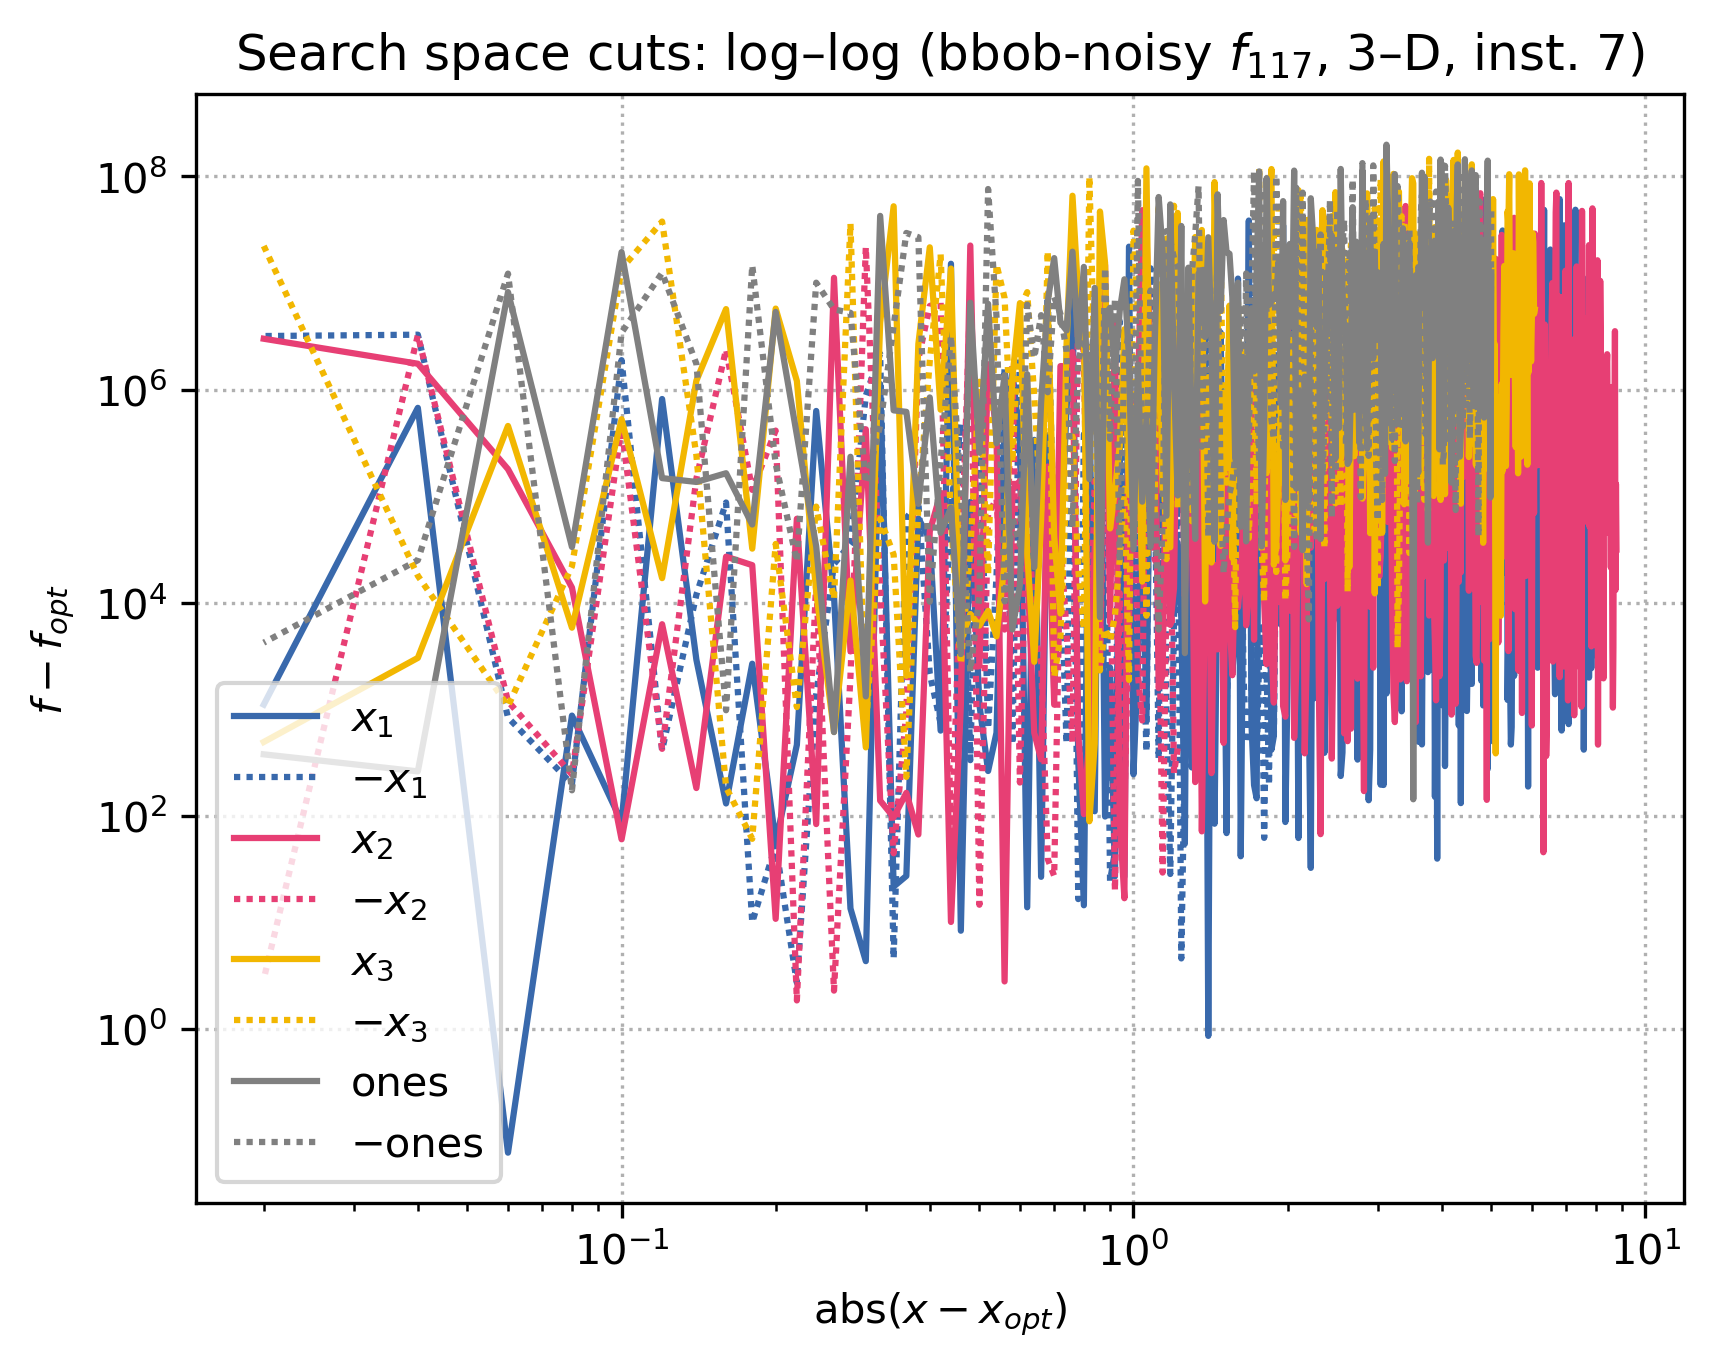 Search space cuts: log–log (bbob-noisy $f_{117}$, 3–D, inst. 7)
$10^8$
$10^6$
$10^4$
$10^2$
$10^0$
$f - f_{opt}$
$x_1$
$-x_1$
$x_2$
$-x_2$
$x_3$
$-x_3$
ones
−ones
$10^{-1}$ $10^0$ $10^1$
abs($x - x_{opt}$)